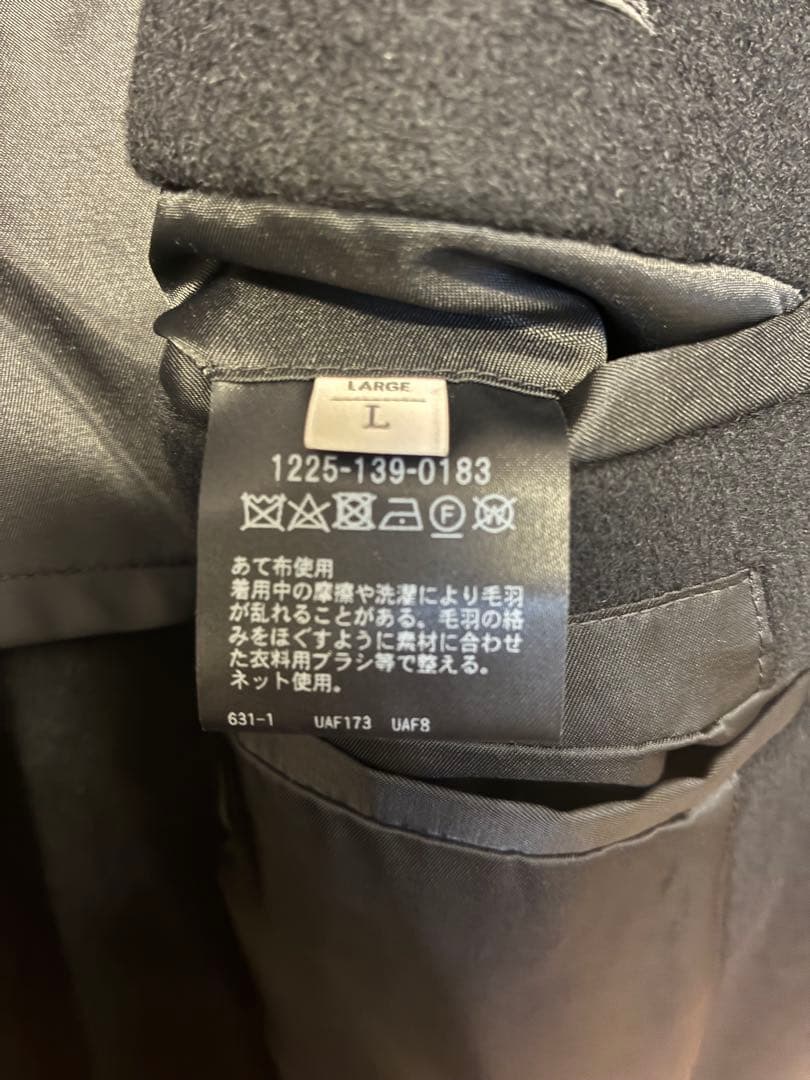 LARGE
L
1225-139-0183
F W
あて布使用
着用中の摩擦や洗濯により毛羽
が乱れることがある。毛羽の絡
みをほぐすように素材に合わせ
た衣料用ブラシ等で整える。
ネット使用。
631-1 UAF173 UAF8